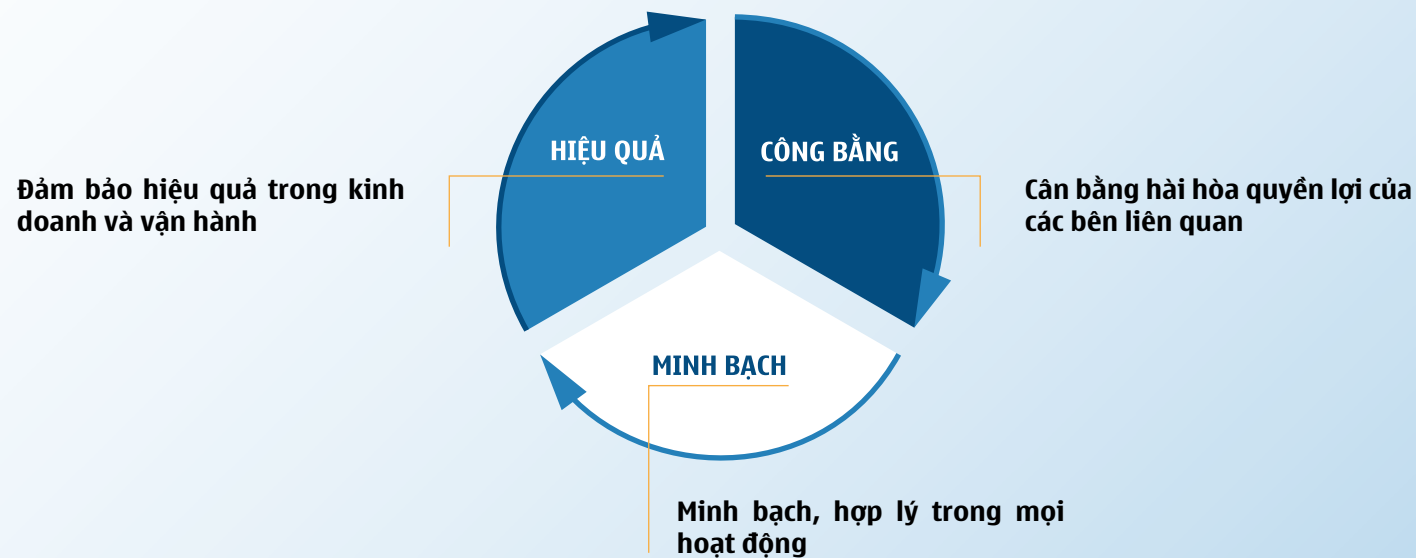 HIỆU QUẢ
CÔNG BẰNG
Đảm bảo hiệu quả trong kinh
doanh và vận hành
Cân bằng hài hòa quyền lợi của
các bên liên quan
MINH BẠCH
Minh bạch, hợp lý trong mọi
hoạt động